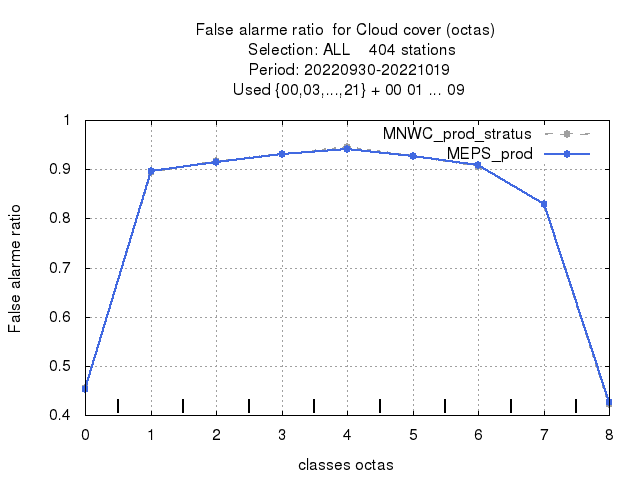 False alarme ratio  for Cloud cover (octas)
Selection: ALL    404 stations
Period: 20220930-20221019
Used {00,03,...,21} + 00 01 ... 09
MNWC_prod_stratus
MEPS_prod
1
0.9
0.8
0.7
0.6
0.5
0.4
False alarme ratio
0 1 2 3 4 5 6 7 8
classes octas